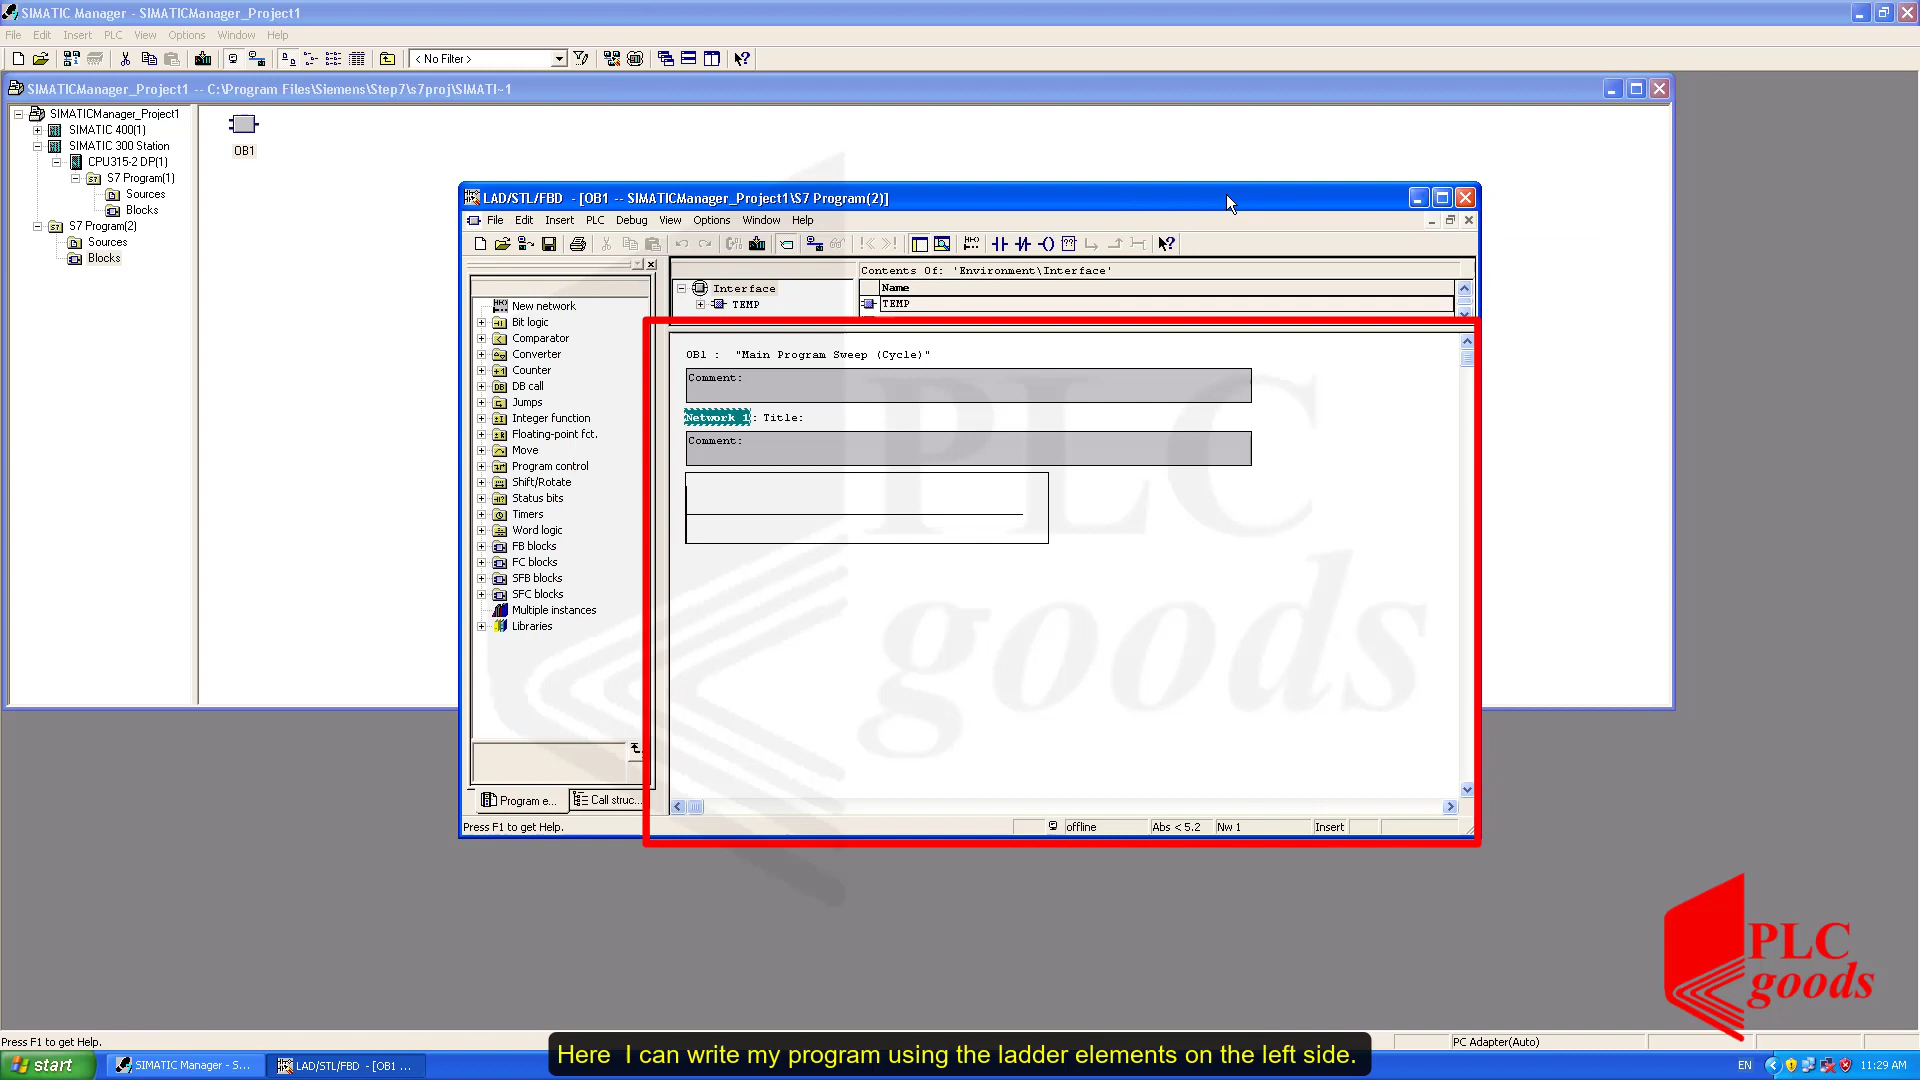 SIMATIC Manager - SIMATICManager_Project1
File Edit Insert PLC View Options Window Help
< No Filter >
SIMATICManager_Project1 -- C:\Program Files\Siemens\Step7\s7proj\SIMATI~1
SIMATICManager_Project1
SIMATIC 400(1)
SIMATIC 300 Station
CPU315-2 DP(1)
S7 Program(1)
Sources
Blocks
S7 Program(2)
Sources
Blocks
OB1
LAD/STL/FBD - [OB1 -- SIMATICManager_Project1\S7 Program(2)]
File Edit Insert PLC Debug View Options Window Help
New network
Bit logic
Comparator
Converter
Counter
DB call
Jumps
Integer function
Floating-point fct.
Move
Program control
Shift/Rotate
Status bits
Timers
Word logic
FB blocks
FC blocks
SFB blocks
SFC blocks
Multiple instances
Libraries
Program e...
Call struc...
Interface
TEMP
Contents Of: 'Environment\Interface'
Name
TEMP
OB1 : "Main Program Sweep (Cycle)"
Comment:
Network 1: Title:
Comment:
PLC
goods
Press F1 to get Help.
offline
Abs < 5.2
Nw 1
Insert
PLC
goods
Press F1 to get Help.
PC Adapter(Auto)
Here I can write my program using the ladder elements on the left side.
start
SIMATIC Manager - S...
LAD/STL/FBD - [OB1 ...
EN
11:29 AM